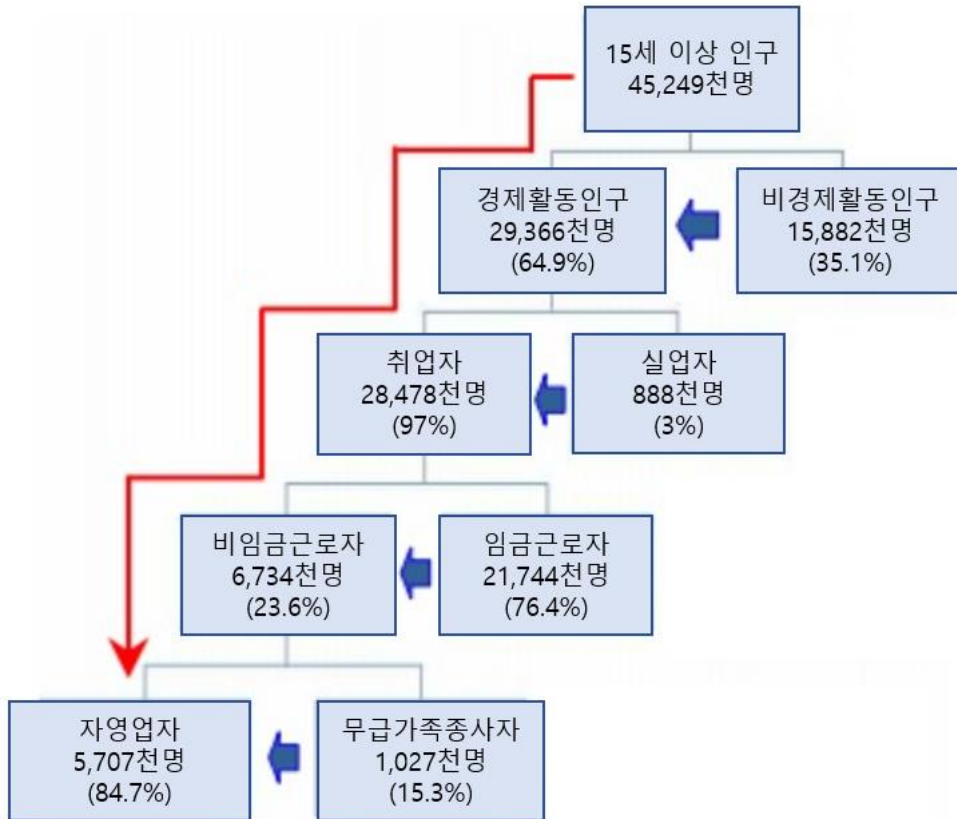 15세 이상 인구
45,249천명
경제활동인구
29,366천명
(64.9%)
비경제활동인구
15,882천명
(35.1%)
취업자
28,478천명
(97%)
실업자
888천명
(3%)
비임금근로자
6,734천명
(23.6%)
임금근로자
21,744천명
(76.4%)
자영업자
5,707천명
(84.7%)
무급가족종사자
1,027천명
(15.3%)